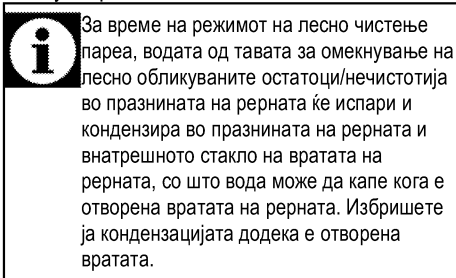 За време на режимот на лесно чистење
пареа, водата од тавата за омекнување на
лесно обликуваните остатоци/нечистотија
во празнината на рерната ќе испари и
кондензира во празнината на рерната и
внатрешното стакло на вратата на
рерната, со што вода може да капе кога е
отворена вратата на рерната. Избришете
ја кондензацијата додека е отворена
вратата.